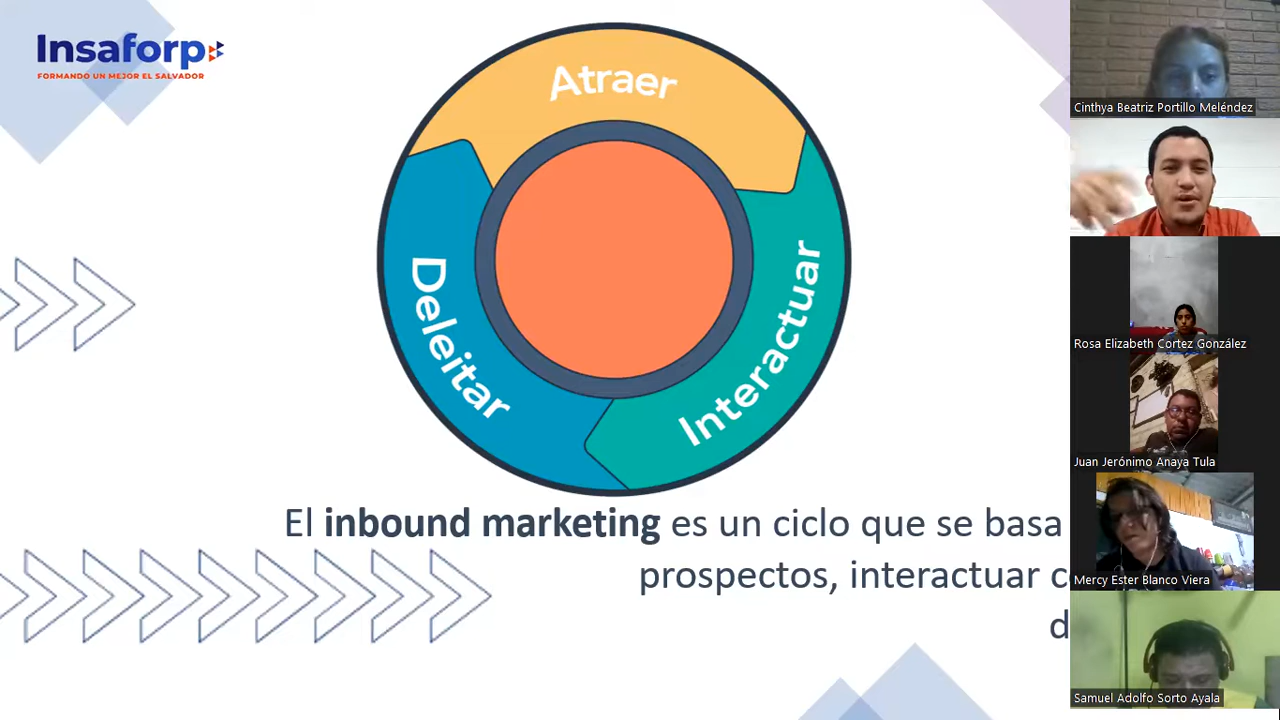 Insaforp
FORMANDO UN MEJOR EL SALVADOR
Atraer
Interactuar
Deleitar
El inbound marketing es un ciclo que se basa
prospectos, interactuar c
d
Cinthya Beatriz Portillo Meléndez
Rosa Elizabeth Cortez González
Juan Jerónimo Anaya Tula
Mercy Ester Blanco Viera
Samuel Adolfo Sorto Ayala